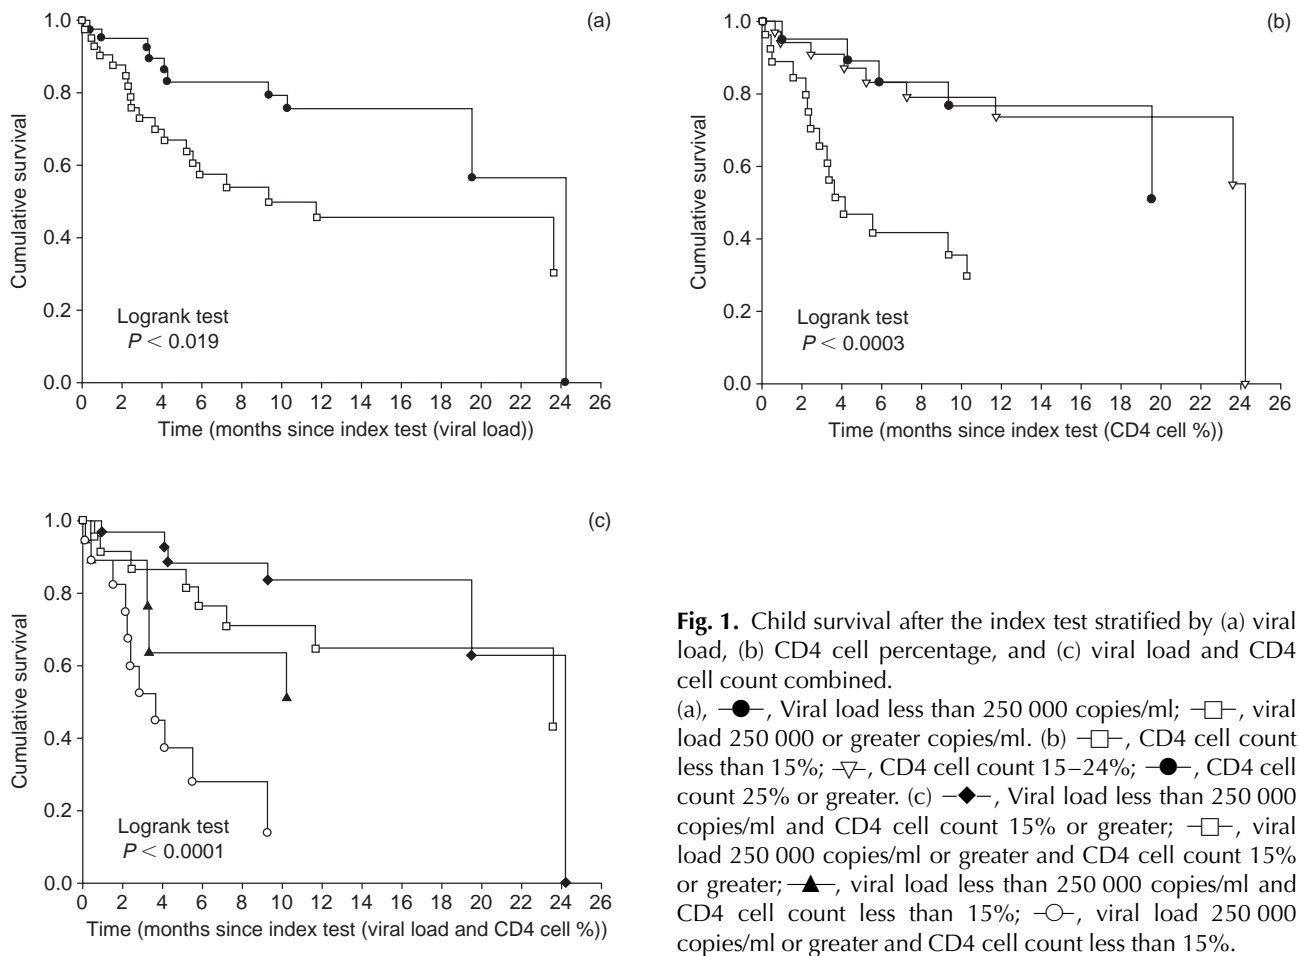 (a)
1.0
0.8
0.6
0.4
0.2
0.0
Cumulative survival
Logrank test
P < 0.019
0 2 4 6 8 10 12 14 16 18 20 22 24 26
Time (months since index test (viral load))
(b)
1.0
0.8
0.6
0.4
0.2
0.0
Cumulative survival
Logrank test
P < 0.0003
0 2 4 6 8 10 12 14 16 18 20 22 24 26
Time (months since index test (CD4 cell %))
(c)
1.0
0.8
0.6
0.4
0.2
0.0
Cumulative survival
Logrank test
P < 0.0001
0 2 4 6 8 10 12 14 16 18 20 22 24 26
Time (months since index test (viral load and CD4 cell %))
Fig. 1. Child survival after the index test stratified by (a) viral
load, (b) CD4 cell percentage, and (c) viral load and CD4
cell count combined.
(a), —●—, Viral load less than 250 000 copies/ml; —□—, viral
load 250 000 or greater copies/ml. (b) —□—, CD4 cell count
less than 15%; —▽—, CD4 cell count 15–24%; —●—, CD4 cell
count 25% or greater. (c) —◆—, Viral load less than 250 000
copies/ml and CD4 cell count 15% or greater; —□—, viral
load 250 000 copies/ml or greater and CD4 cell count 15%
or greater; —▲—, viral load less than 250 000 copies/ml and
CD4 cell count less than 15%; —○—, viral load 250 000
copies/ml or greater and CD4 cell count less than 15%.